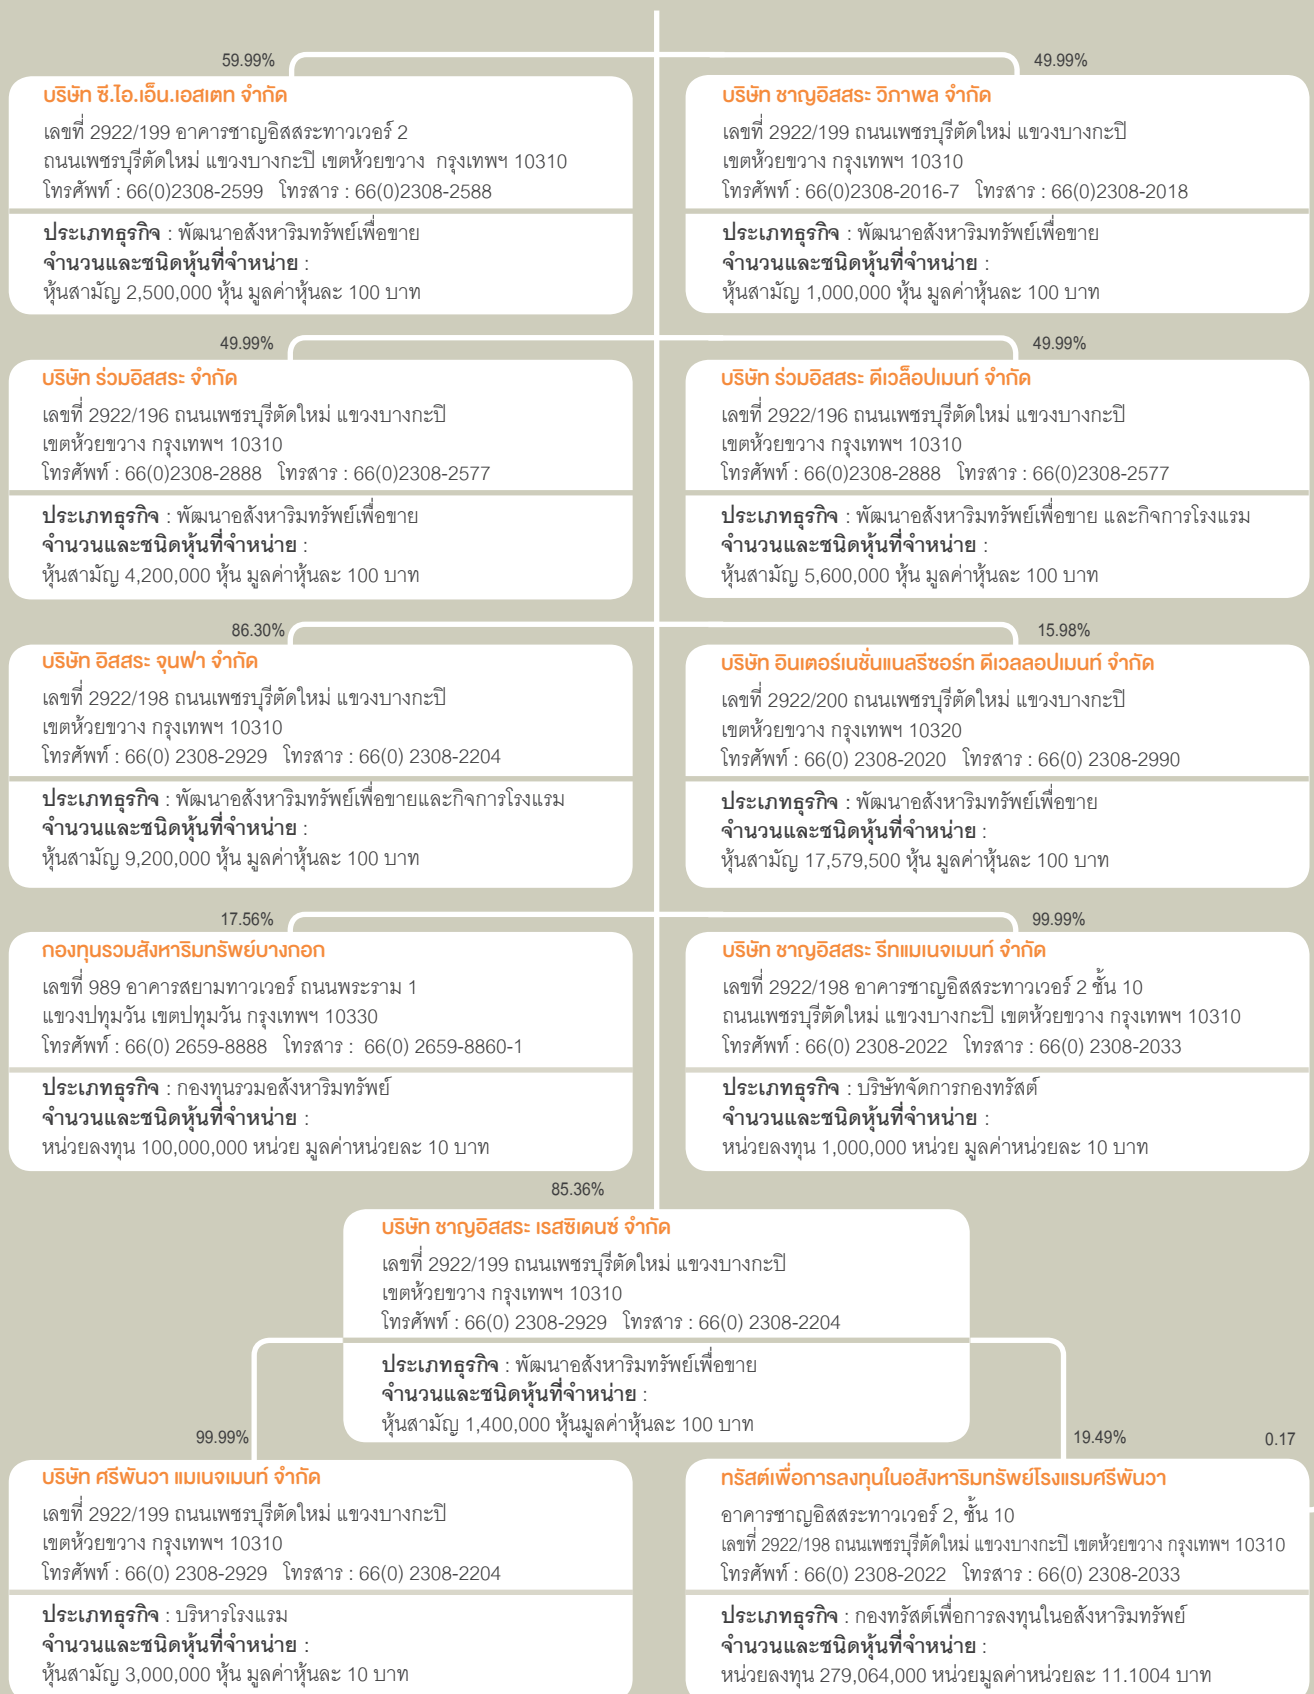 59.99%
บริษัท ซี.ไอ.เอ็น.เอสเตท จำกัด
เลขที่ 2922/199 อาคารชาญอิสสระทาวเวอร์ 2
ถนนเพชรบุรีตัดใหม่ แขวงบางกะปิ เขตห้วยขวาง กรุงเทพฯ 10310
โทรศัพท์ : 66(0)2308-2599 โทรสาร : 66(0)2308-2588
ประเภทธุรกิจ : พัฒนาอสังหาริมทรัพย์เพื่อขาย
จำนวนและชนิดหุ้นที่จำหน่าย :
หุ้นสามัญ 2,500,000 หุ้น มูลค่าหุ้นละ 100 บาท
49.99%
บริษัท ชาญอิสสระ วิภาพล จำกัด
เลขที่ 2922/199 ถนนเพชรบุรีตัดใหม่ แขวงบางกะปิ
เขตห้วยขวาง กรุงเทพฯ 10310
โทรศัพท์ : 66(0)2308-2016-7 โทรสาร : 66(0)2308-2018
ประเภทธุรกิจ : พัฒนาอสังหาริมทรัพย์เพื่อขาย
จำนวนและชนิดหุ้นที่จำหน่าย :
หุ้นสามัญ 1,000,000 หุ้น มูลค่าหุ้นละ 100 บาท
49.99%
บริษัท ร่วมอิสสระ จำกัด
เลขที่ 2922/196 ถนนเพชรบุรีตัดใหม่ แขวงบางกะปิ
เขตห้วยขวาง กรุงเทพฯ 10310
โทรศัพท์ : 66(0)2308-2888 โทรสาร : 66(0)2308-2577
ประเภทธุรกิจ : พัฒนาอสังหาริมทรัพย์เพื่อขาย
จำนวนและชนิดหุ้นที่จำหน่าย :
หุ้นสามัญ 4,200,000 หุ้น มูลค่าหุ้นละ 100 บาท
49.99%
บริษัท ร่วมอิสสระ ดีเวล็อปเมนท์ จำกัด
เลขที่ 2922/196 ถนนเพชรบุรีตัดใหม่ แขวงบางกะปิ
เขตห้วยขวาง กรุงเทพฯ 10310
โทรศัพท์ : 66(0)2308-2888 โทรสาร : 66(0)2308-2577
ประเภทธุรกิจ : พัฒนาอสังหาริมทรัพย์เพื่อขาย และกิจการโรงแรม
จำนวนและชนิดหุ้นที่จำหน่าย :
หุ้นสามัญ 5,600,000 หุ้น มูลค่าหุ้นละ 100 บาท
86.30%
บริษัท อิสสระ จุนฟา จำกัด
เลขที่ 2922/198 ถนนเพชรบุรีตัดใหม่ แขวงบางกะปิ
เขตห้วยขวาง กรุงเทพฯ 10310
โทรศัพท์ : 66(0) 2308-2929 โทรสาร : 66(0) 2308-2204
ประเภทธุรกิจ : พัฒนาอสังหาริมทรัพย์เพื่อขายและกิจการโรงแรม
จำนวนและชนิดหุ้นที่จำหน่าย :
หุ้นสามัญ 9,200,000 หุ้น มูลค่าหุ้นละ 100 บาท
15.98%
บริษัท อินเตอร์เนชั่นแนลรีซอร์ท ดีเวลลอปเมนท์ จำกัด
เลขที่ 2922/200 ถนนเพชรบุรีตัดใหม่ แขวงบางกะปิ
เขตห้วยขวาง กรุงเทพฯ 10320
โทรศัพท์ : 66(0) 2308-2020 โทรสาร : 66(0) 2308-2990
ประเภทธุรกิจ : พัฒนาอสังหาริมทรัพย์เพื่อขาย
จำนวนและชนิดหุ้นที่จำหน่าย :
หุ้นสามัญ 17,579,500 หุ้น มูลค่าหุ้นละ 100 บาท
17.56%
กองทุนรวมสังหาริมทรัพย์บางกอก
เลขที่ 989 อาคารสยามทาวเวอร์ ถนนพระราม 1
แขวงปทุมวัน เขตปทุมวัน กรุงเทพฯ 10330
โทรศัพท์ : 66(0) 2659-8888 โทรสาร : 66(0) 2659-8860-1
ประเภทธุรกิจ : กองทุนรวมอสังหาริมทรัพย์
จำนวนและชนิดหุ้นที่จำหน่าย :
หน่วยลงทุน 100,000,000 หน่วย มูลค่าหน่วยละ 10 บาท
99.99%
บริษัท ชาญอิสสระ รีทแมเนจเมนท์ จำกัด
เลขที่ 2922/198 อาคารชาญอิสสระทาวเวอร์ 2 ชั้น 10
ถนนเพชรบุรีตัดใหม่ แขวงบางกะปิ เขตห้วยขวาง กรุงเทพฯ 10310
โทรศัพท์ : 66(0) 2308-2022 โทรสาร : 66(0) 2308-2033
ประเภทธุรกิจ : บริษัทจัดการกองทรัสต์
จำนวนและชนิดหุ้นที่จำหน่าย :
หน่วยลงทุน 1,000,000 หน่วย มูลค่าหน่วยละ 10 บาท
85.36%
บริษัท ชาญอิสสระ เรสซิเดนซ์ จำกัด
เลขที่ 2922/199 ถนนเพชรบุรีตัดใหม่ แขวงบางกะปิ
เขตห้วยขวาง กรุงเทพฯ 10310
โทรศัพท์ : 66(0) 2308-2929 โทรสาร : 66(0) 2308-2204
ประเภทธุรกิจ : พัฒนาอสังหาริมทรัพย์เพื่อขาย
จำนวนและชนิดหุ้นที่จำหน่าย :
หุ้นสามัญ 1,400,000 หุ้นมูลค่าหุ้นละ 100 บาท
99.99%
บริษัท ศรีพันวา แมเนจเมนท์ จำกัด
เลขที่ 2922/199 ถนนเพชรบุรีตัดใหม่ แขวงบางกะปิ
เขตห้วยขวาง กรุงเทพฯ 10310
โทรศัพท์ : 66(0) 2308-2929 โทรสาร : 66(0) 2308-2204
ประเภทธุรกิจ : บริหารโรงแรม
จำนวนและชนิดหุ้นที่จำหน่าย :
หุ้นสามัญ 3,000,000 หุ้น มูลค่าหุ้นละ 10 บาท
19.49%
0.17
ทรัสต์เพื่อการลงทุนในอสังหาริมทรัพย์โรงแรมศรีพันวา
อาคารชาญอิสสระทาวเวอร์ 2, ชั้น 10
เลขที่ 2922/198 ถนนเพชรบุรีตัดใหม่ แขวงบางกะปิ เขตห้วยขวาง กรุงเทพฯ 10310
โทรศัพท์ : 66(0) 2308-2022 โทรสาร : 66(0) 2308-2033
ประเภทธุรกิจ : กองทรัสต์เพื่อการลงทุนในอสังหาริมทรัพย์
จำนวนและชนิดหุ้นที่จำหน่าย :
หน่วยลงทุน 279,064,000 หน่วยมูลค่าหน่วยละ 11.1004 บาท